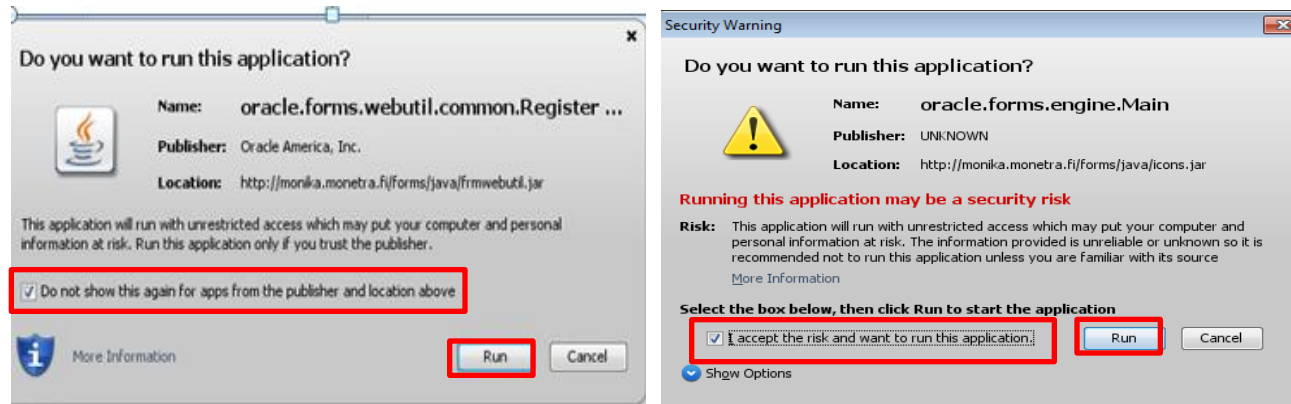 Do you want to run this application?
Name: oracle.forms.webutil.common.Register ...
Publisher: Oracle America, Inc.
Location: http://monika.monetra.fi/forms/java/frmwebutil.jar
This application will run with unrestricted access which may put your computer and personal
information at risk. Run this application only if you trust the publisher.
Do not show this again for apps from the publisher and location above
More Information
Run
Cancel
Security Warning
Do you want to run this application?
Name: oracle.forms.engine.Main
Publisher: UNKNOWN
Location: http://monika.monetra.fi/forms/java/icons.jar
Running this application may be a security risk
Risk: This application will run with unrestricted access which may put your computer and
personal information at risk. The information provided is unreliable or unknown so it is
recommended not to run this application unless you are familiar with its source
More Information
Select the box below, then click Run to start the application
I accept the risk and want to run this application.
Run
Cancel
Show Options